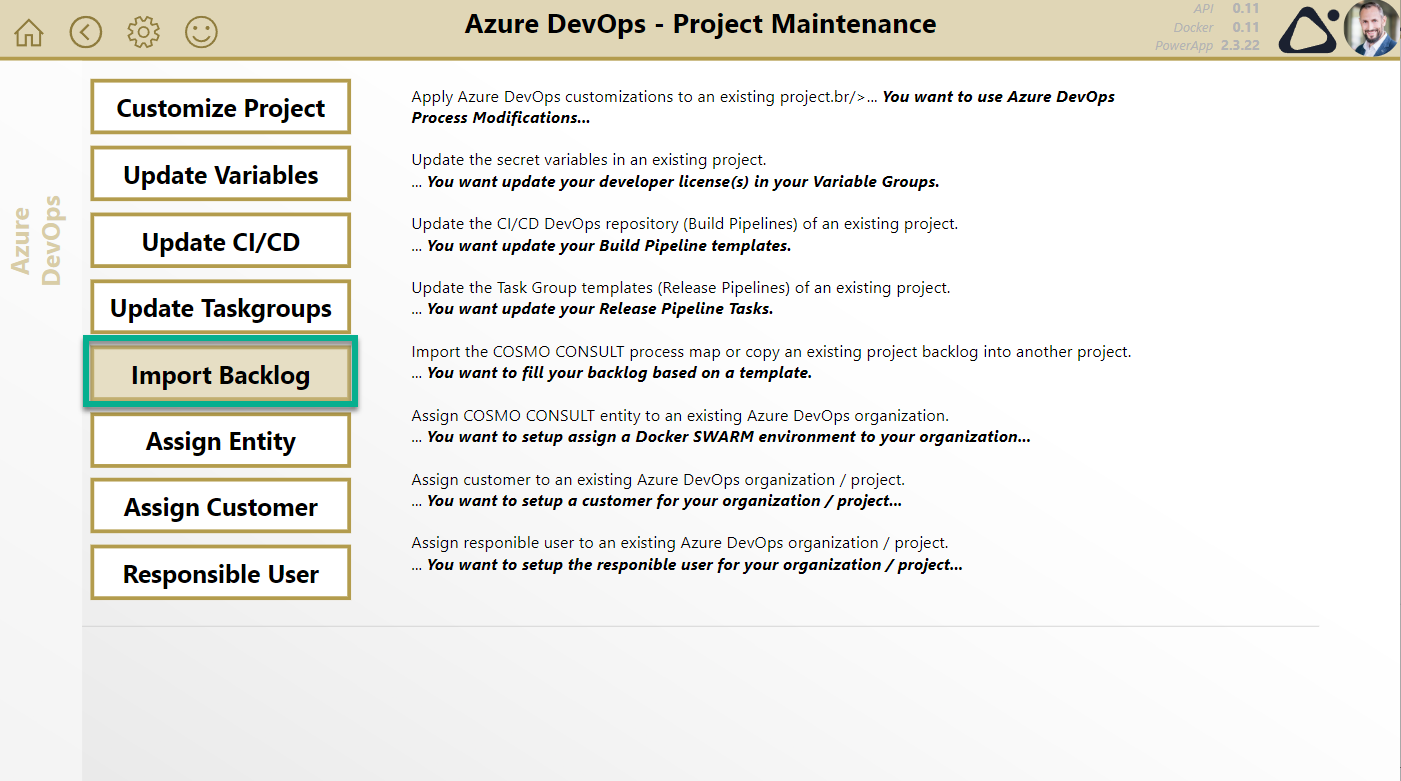 Azure DevOps - Project Maintenance
API 0.11
Docker 0.11
PowerApp 2.3.22
Azure
DevOps
Customize Project
Apply Azure DevOps customizations to an existing project.br/>... You want to use Azure DevOps
Process Modifications...
Update Variables
Update the secret variables in an existing project.
... You want update your developer license(s) in your Variable Groups.
Update CI/CD
Update the CI/CD DevOps repository (Build Pipelines) of an existing project.
... You want update your Build Pipeline templates.
Update Taskgroups
Update the Task Group templates (Release Pipelines) of an existing project.
... You want update your Release Pipeline Tasks.
Import Backlog
Import the COSMO CONSULT process map or copy an existing project backlog into another project.
... You want to fill your backlog based on a template.
Assign Entity
Assign COSMO CONSULT entity to an existing Azure DevOps organization.
... You want to setup assign a Docker SWARM environment to your organization...
Assign Customer
Assign customer to an existing Azure DevOps organization / project.
... You want to setup a customer for your organization / project...
Responsible User
Assign responible user to an existing Azure DevOps organization / project.
... You want to setup the responible user for your organization / project...